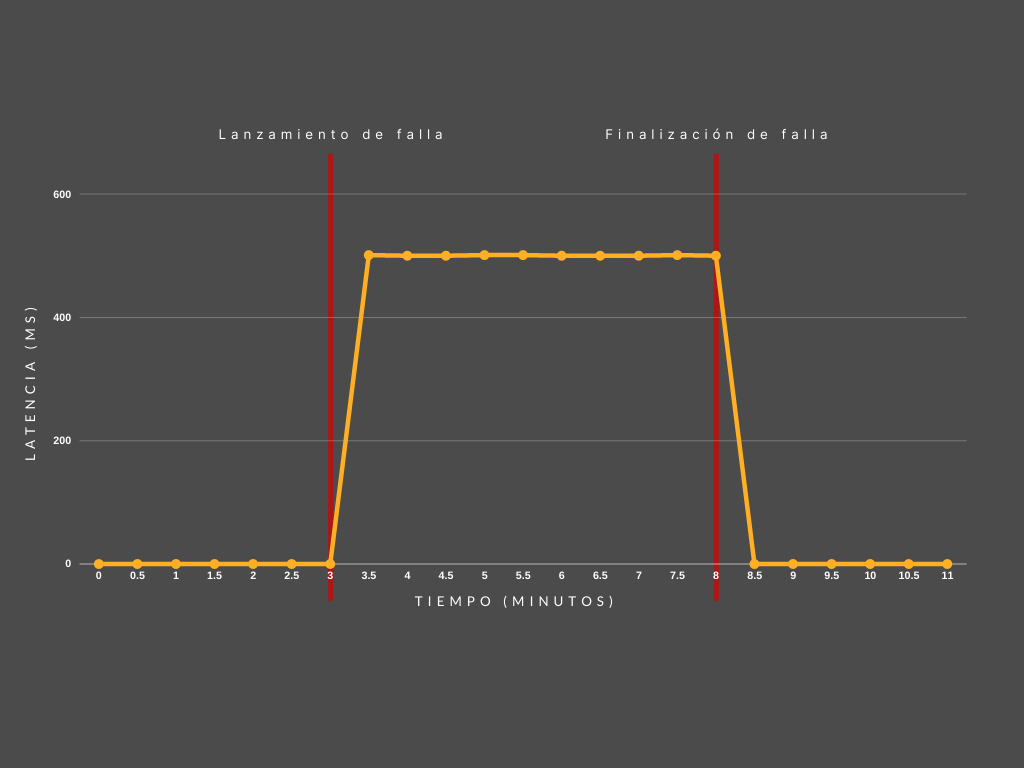 Lanzamiento de falla
Finalización de falla
600
400
200
0
LATENCIA (MS)
0 0.5 1 1.5 2 2.5 3 3.5 4 4.5 5 5.5 6 6.5 7 7.5 8 8.5 9 9.5 10 10.5 11
TIEMPO (MINUTOS)